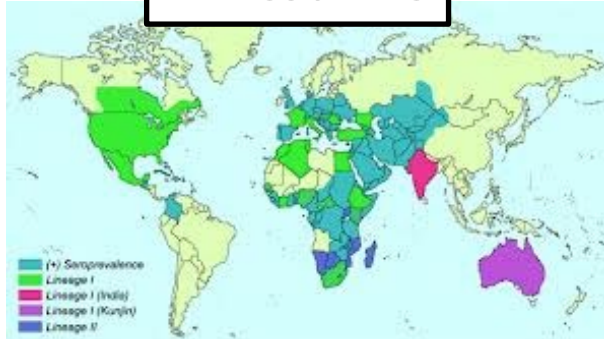 (+) Seroprevalence
Lineage I
Lineage I (India)
Lineage I (Kunjin)
Lineage II